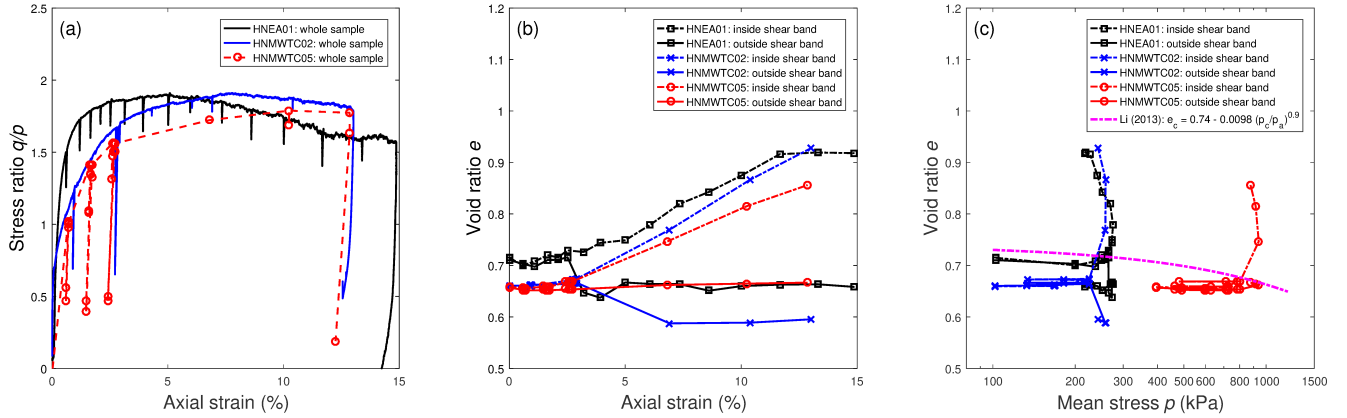 (a)
HNEA01: whole sample
HNMWTC02: whole sample
HNMWTC05: whole sample
Stress ratio q/p
2.5
2
1.5
1
0.5
0
0
5
10
15
Axial strain (%)
(b)
HNEA01: inside shear band
HNEA01: outside shear band
HNMWTC02: inside shear band
HNMWTC02: outside shear band
HNMWTC05: inside shear band
HNMWTC05: outside shear band
Void ratio e
1.2
1.1
1.0
0.9
0.8
0.7
0.6
0.5
0
5
10
15
Axial strain (%)
(c)
HNEA01: inside shear band
HNEA01: outside shear band
HNMWTC02: inside shear band
HNMWTC02: outside shear band
HNMWTC05: inside shear band
HNMWTC05: outside shear band
Li (2013): e_c = 0.74 - 0.0098 (p_c/p_a)^0.9
Void ratio e
1.2
1.1
1.0
0.9
0.8
0.7
0.6
0.5
100
200
300
400
500
600
800
1000
1500
Mean stress p (kPa)